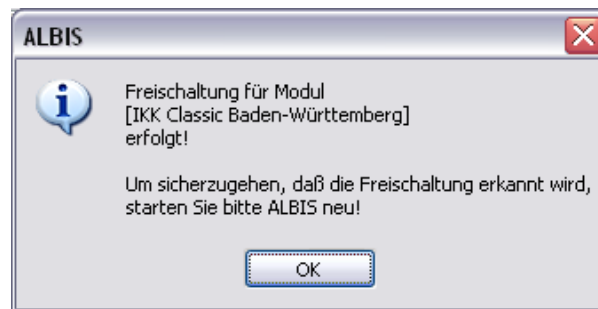 ALBIS
Freischaltung für Modul
[IKK Classic Baden-Württemberg]
erfolgt!
Um sicherzugehen, daß die Freischaltung erkannt wird,
starten Sie bitte ALBIS neu!
OK